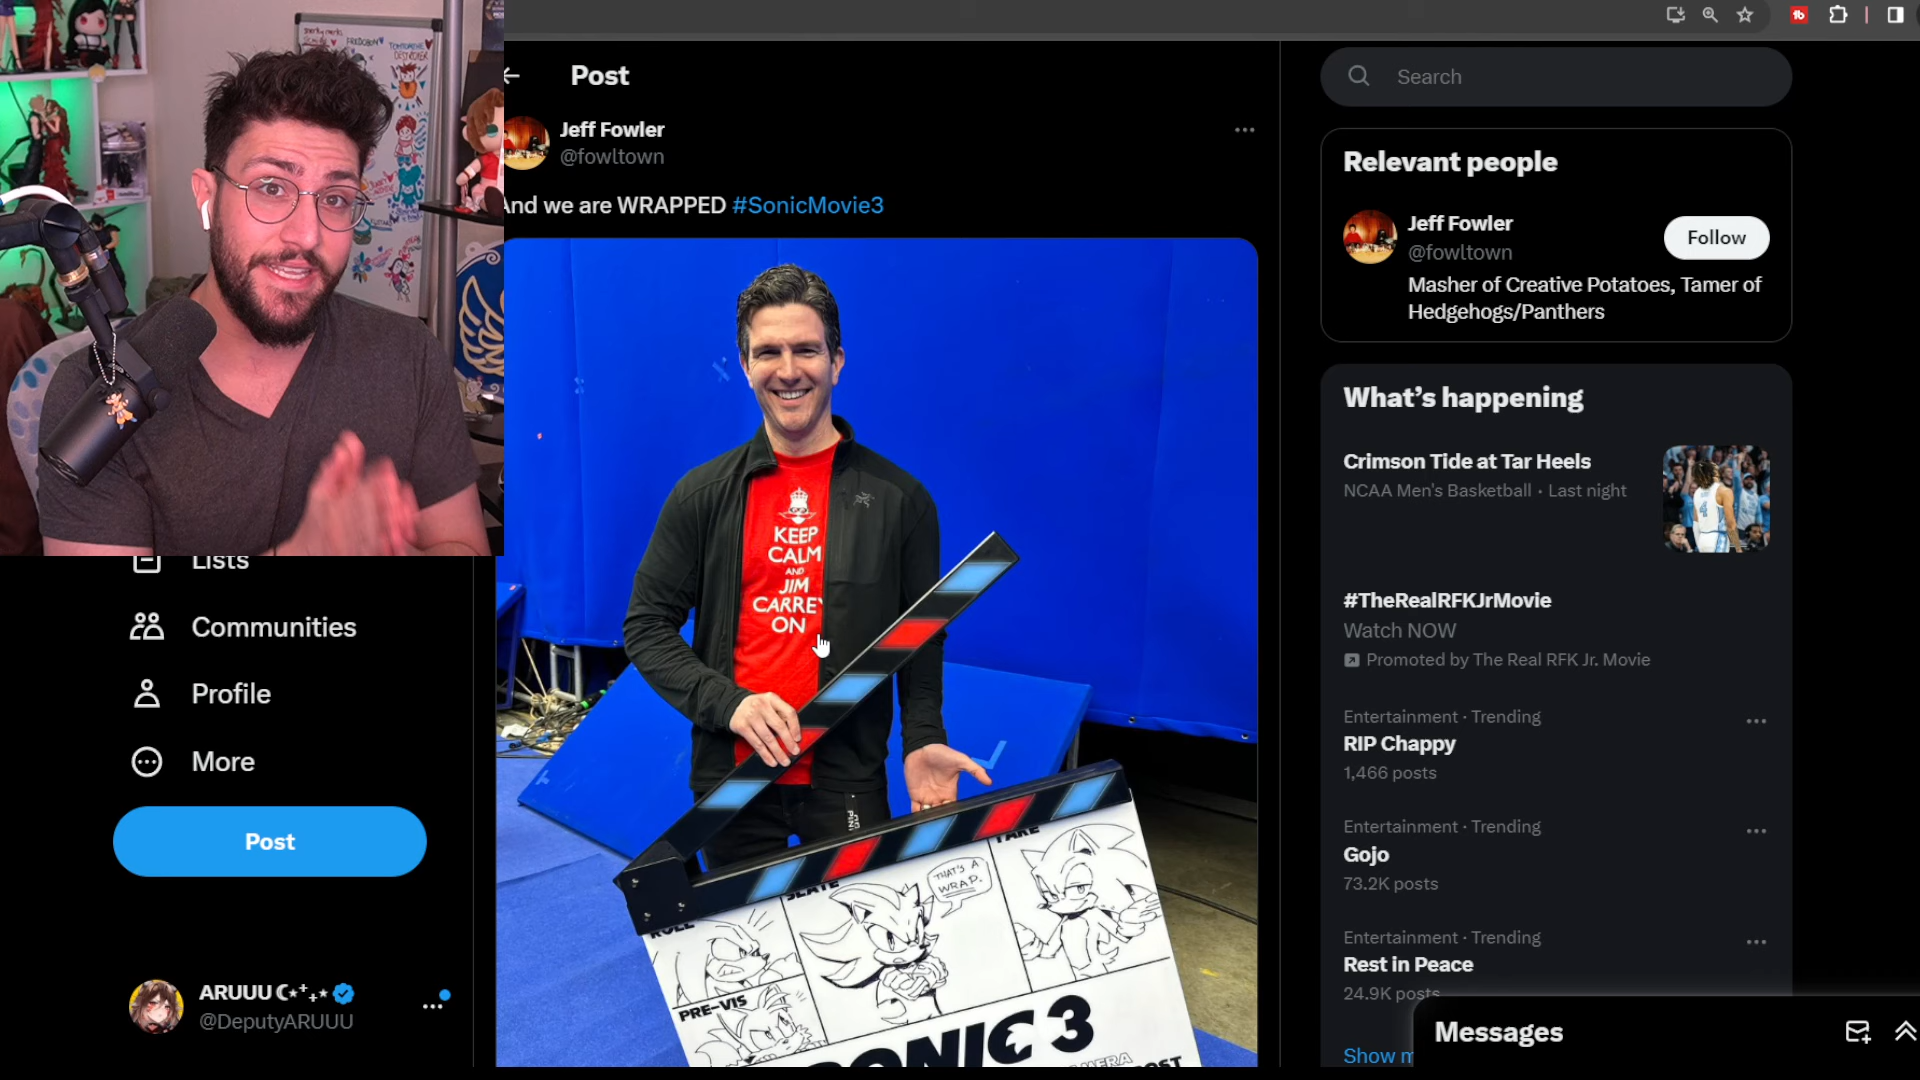 Post
Jeff Fowler
@fowltown
And we are WRAPPED #SonicMovie3
KEEP
CALM
AND
JIM
CARREY
ON
THAT'S A
WRAP.
ROLL
SLATE
TAKE
PRE-VIS
SONIC 3
CAMERA
Lists
Communities
Profile
More
Post
ARUUU
@DeputyARUUU
Search
Relevant people
Jeff Fowler
@fowltown
Follow
Masher of Creative Potatoes, Tamer of
Hedgehogs/Panthers
What's happening
Crimson Tide at Tar Heels
NCAA Men's Basketball · Last night
4
#TheRealRFKJrMovie
Watch NOW
Promoted by The Real RFK Jr. Movie
Entertainment · Trending
RIP Chappy
1,466 posts
Entertainment · Trending
Gojo
73.2K posts
Entertainment · Trending
Rest in Peace
24.9K posts
Show m
Messages